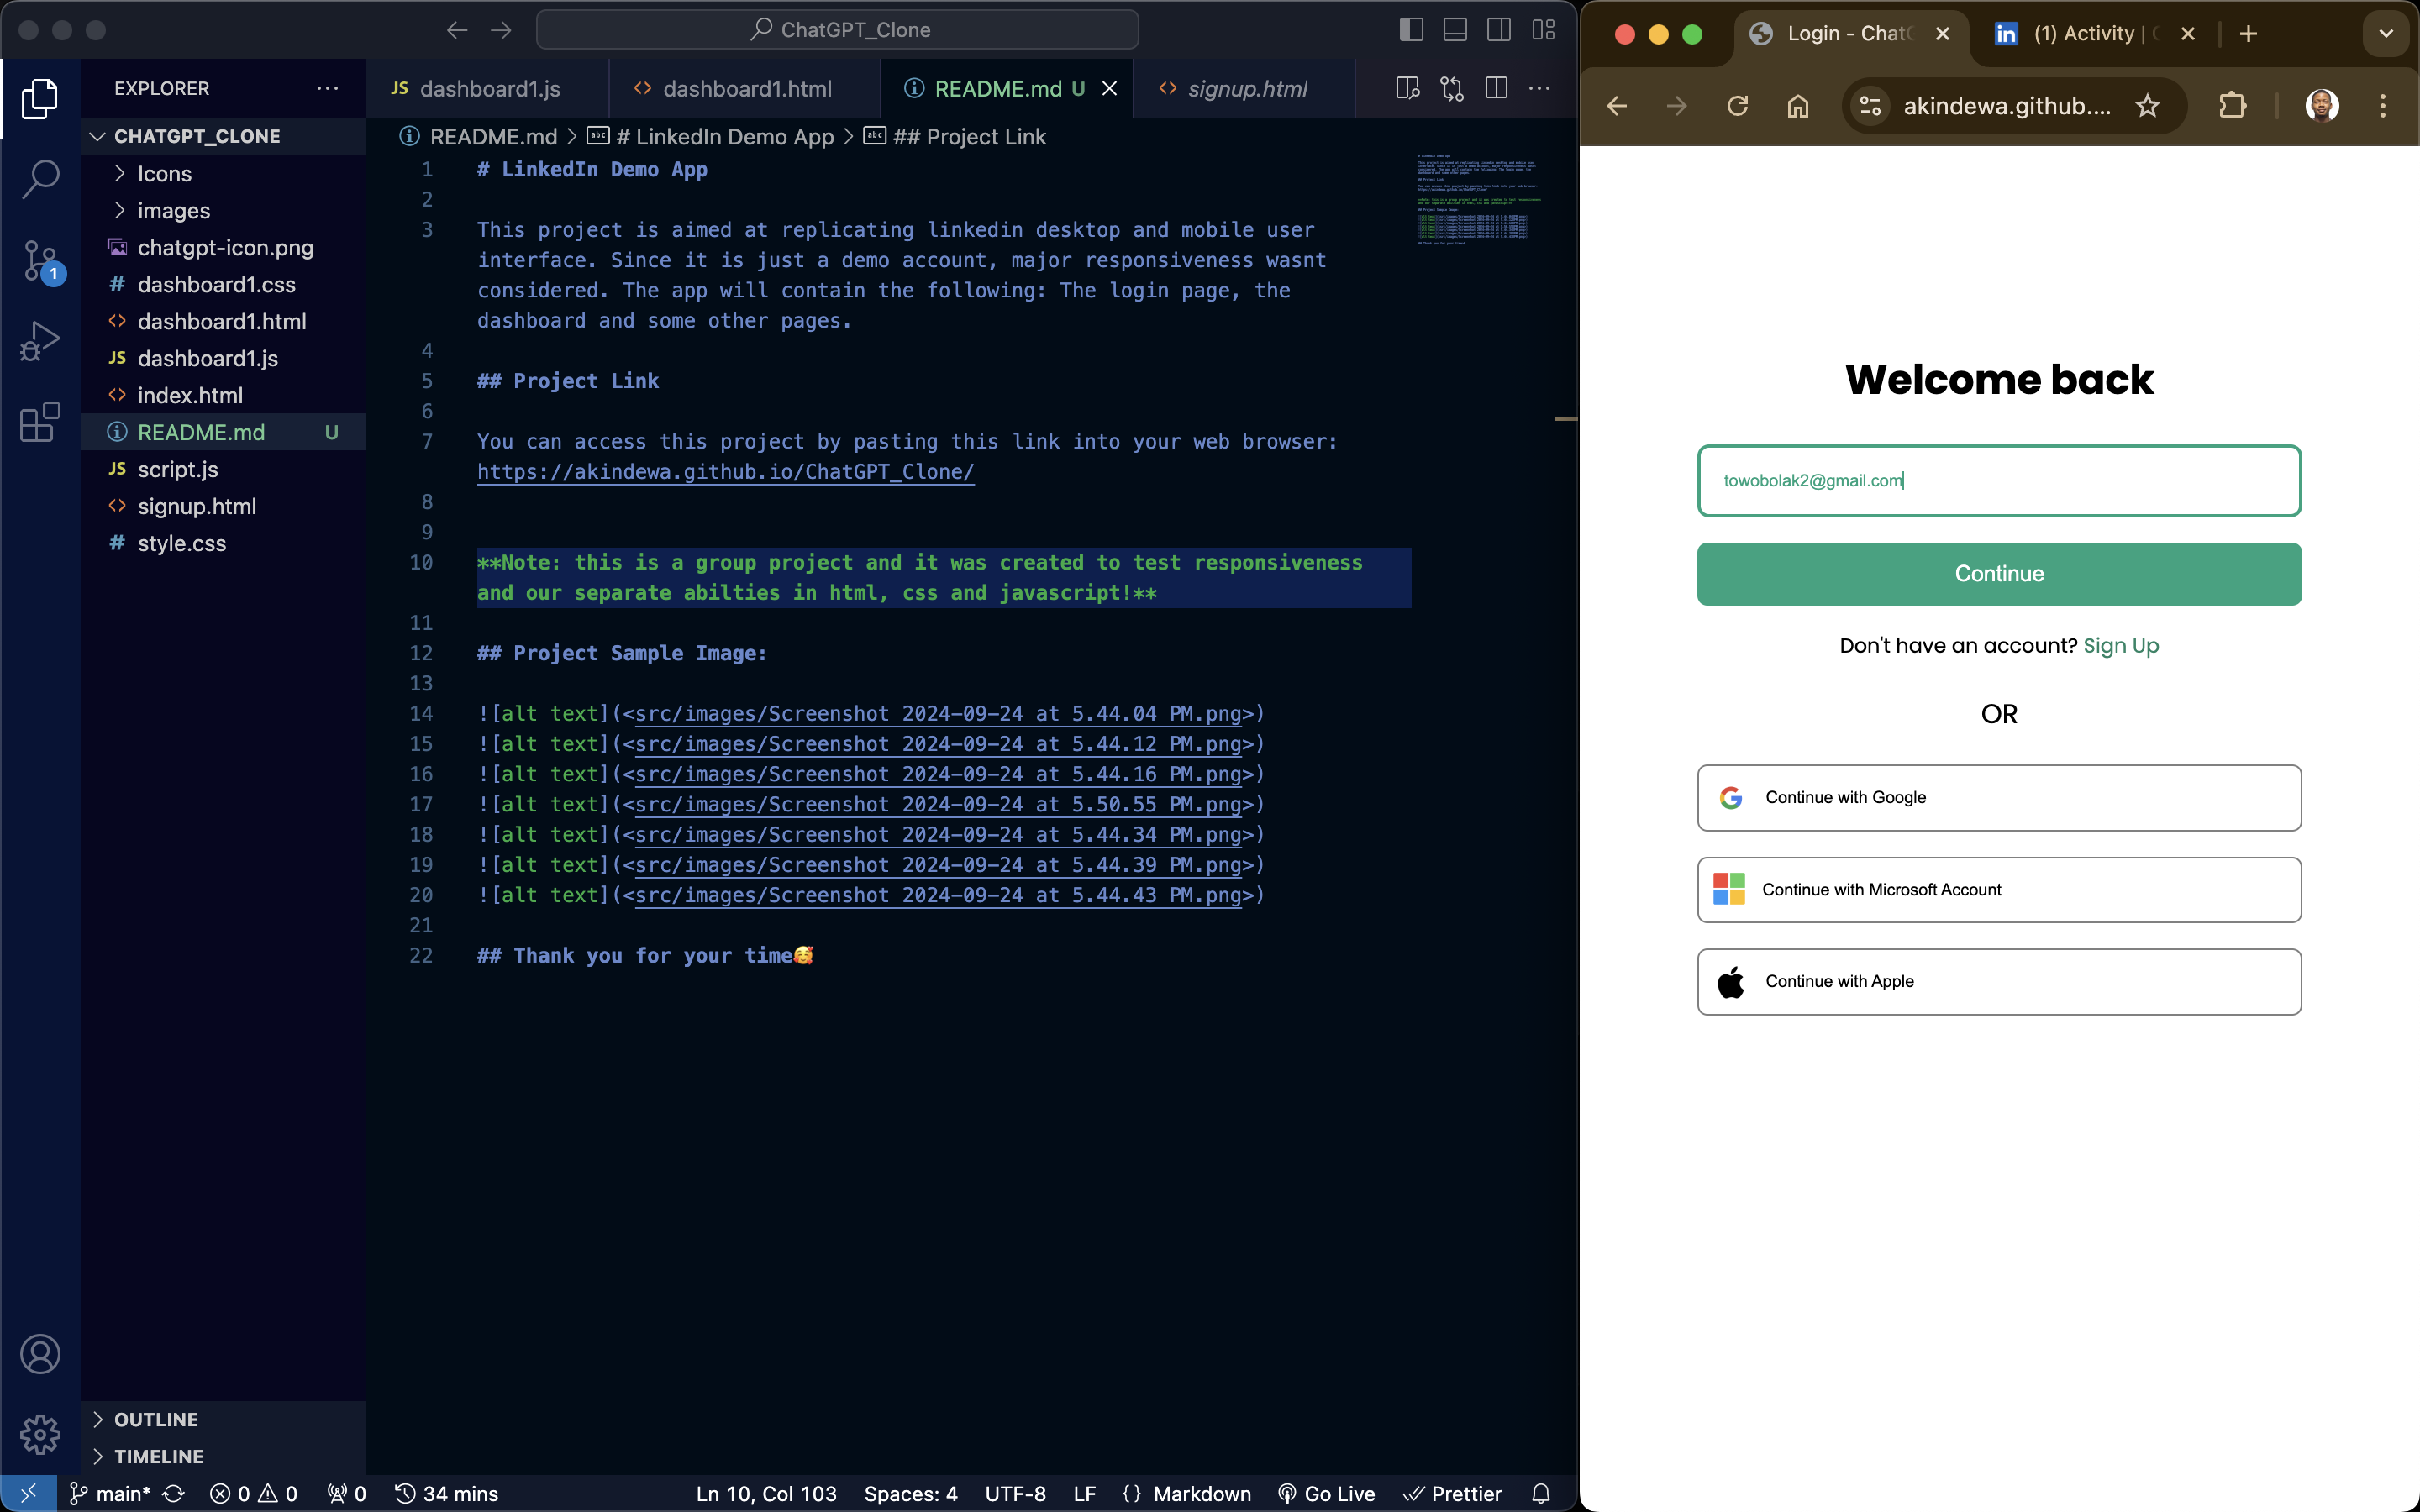 ChatGPT_Clone
EXPLORER
CHATGPT_CLONE
Icons
images
chatgpt-icon.png
# dashboard1.css
<> dashboard1.html
JS dashboard1.js
<> index.html
README.md U
JS script.js
<> signup.html
# style.css
1
OUTLINE
TIMELINE
JS dashboard1.js
<> dashboard1.html
README.md U
<> signup.html
README.md > # LinkedIn Demo App > ## Project Link
1 # LinkedIn Demo App
2
3 This project is aimed at replicating linkedin desktop and mobile user
interface. Since it is just a demo account, major responsiveness wasnt
considered. The app will contain the following: The login page, the
dashboard and some other pages.
4
5 ## Project Link
6
7 You can access this project by pasting this link into your web browser:
https://akindewa.github.io/ChatGPT_Clone/
8
9
10 **Note: this is a group project and it was created to test responsiveness
and our separate abilties in html, css and javascript!**
11
12 ## Project Sample Image:
13
14 ![alt text](<src/images/Screenshot 2024-09-24 at 5.44.04 PM.png>)
15 ![alt text](<src/images/Screenshot 2024-09-24 at 5.44.12 PM.png>)
16 ![alt text](<src/images/Screenshot 2024-09-24 at 5.44.16 PM.png>)
17 ![alt text](<src/images/Screenshot 2024-09-24 at 5.50.55 PM.png>)
18 ![alt text](<src/images/Screenshot 2024-09-24 at 5.44.34 PM.png>)
19 ![alt text](<src/images/Screenshot 2024-09-24 at 5.44.39 PM.png>)
20 ![alt text](<src/images/Screenshot 2024-09-24 at 5.44.43 PM.png>)
21
22 ## Thank you for your time🥰
main* 0 0 0 34 mins Ln 10, Col 103 Spaces: 4 UTF-8 LF {} Markdown Go Live Prettier
Login - Chat
in (1) Activity |
akindewa.github....
Welcome back
towobolak2@gmail.com
Continue
Don't have an account? Sign Up
OR
Continue with Google
Continue with Microsoft Account
Continue with Apple